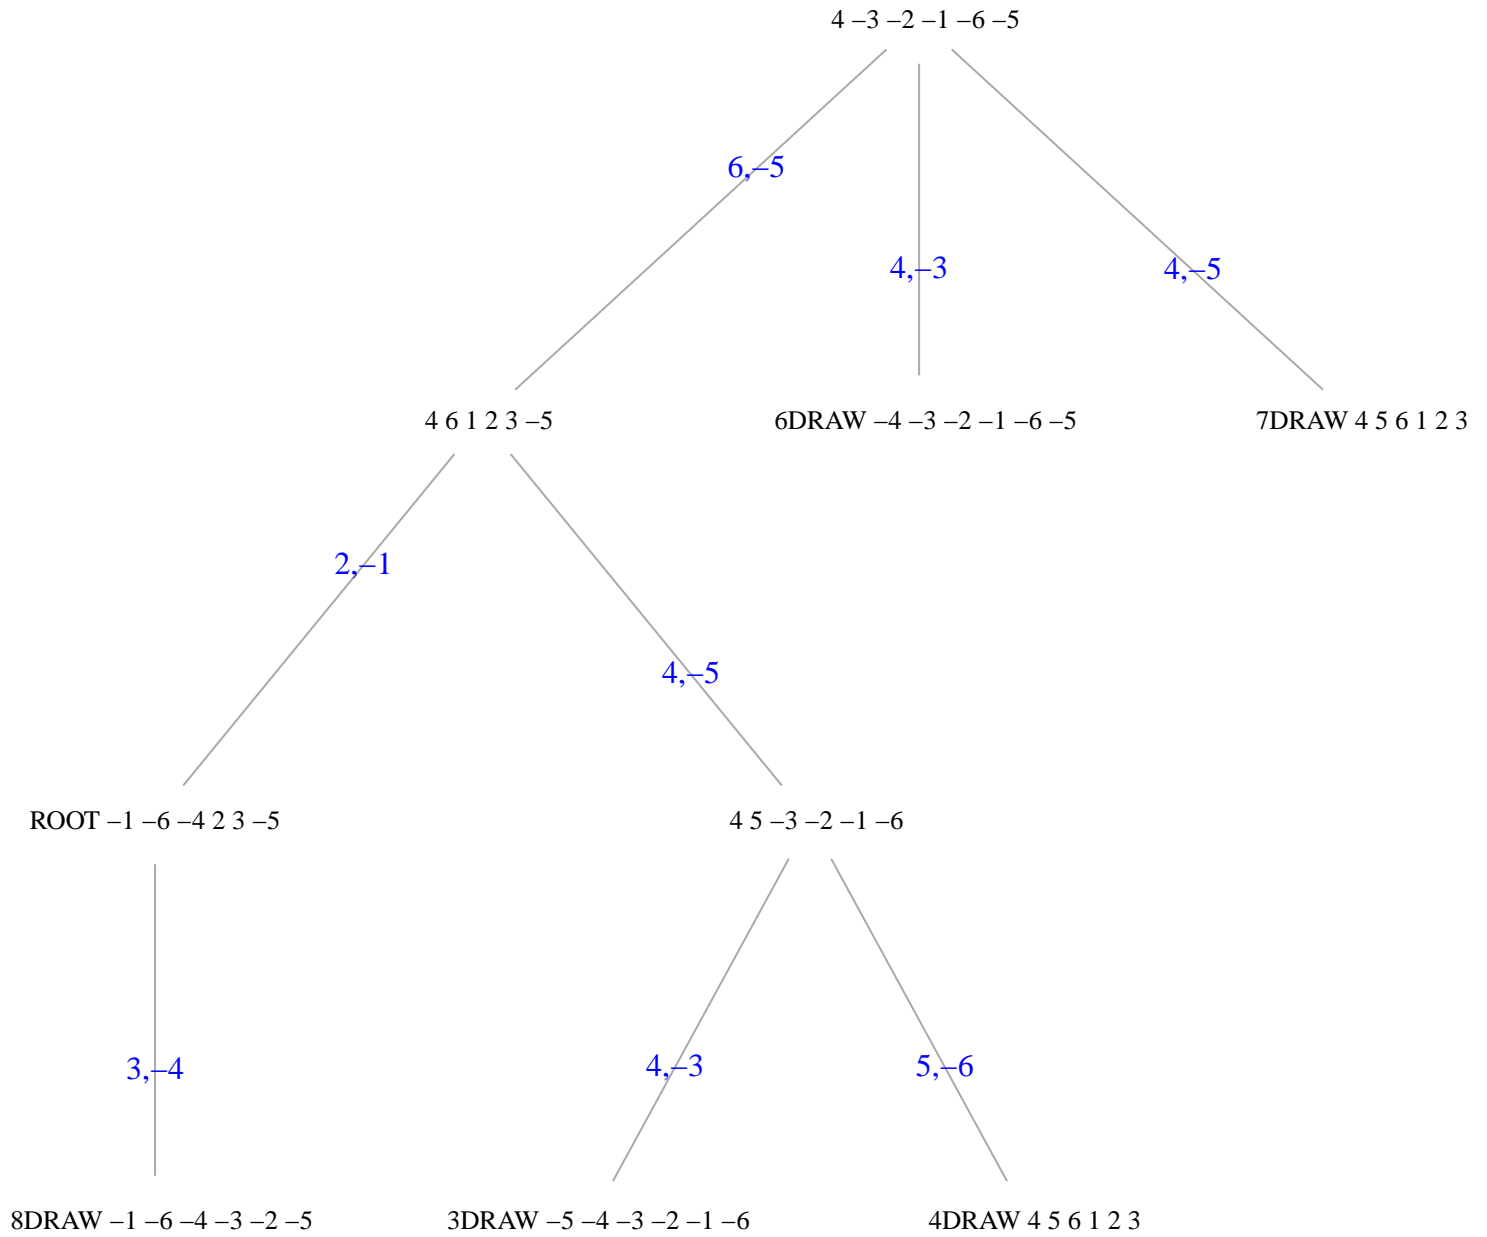 4 –3 –2 –1 –6 –5
6,–5
4,–3
4,–5
4 6 1 2 3 –5
6DRAW –4 –3 –2 –1 –6 –5
7DRAW 4 5 6 1 2 3
2,–1
4,–5
ROOT –1 –6 –4 2 3 –5
4 5 –3 –2 –1 –6
3,–4
4,–3
5,–6
8DRAW –1 –6 –4 –3 –2 –5
3DRAW –5 –4 –3 –2 –1 –6
4DRAW 4 5 6 1 2 3